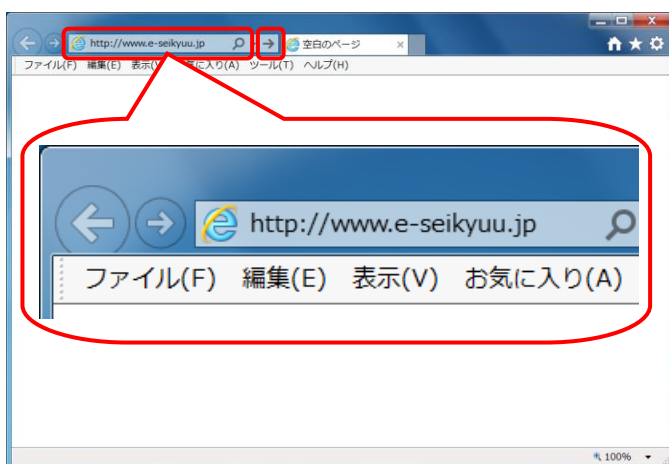 http://www.e-seikyuu.jp
空白のページ
ファイル(F) 編集(E) 表示(V) に入り(A) ツール(T) ヘルプ(H)
http://www.e-seikyuu.jp
ファイル(F) 編集(E) 表示(V) お気に入り(A)
100%